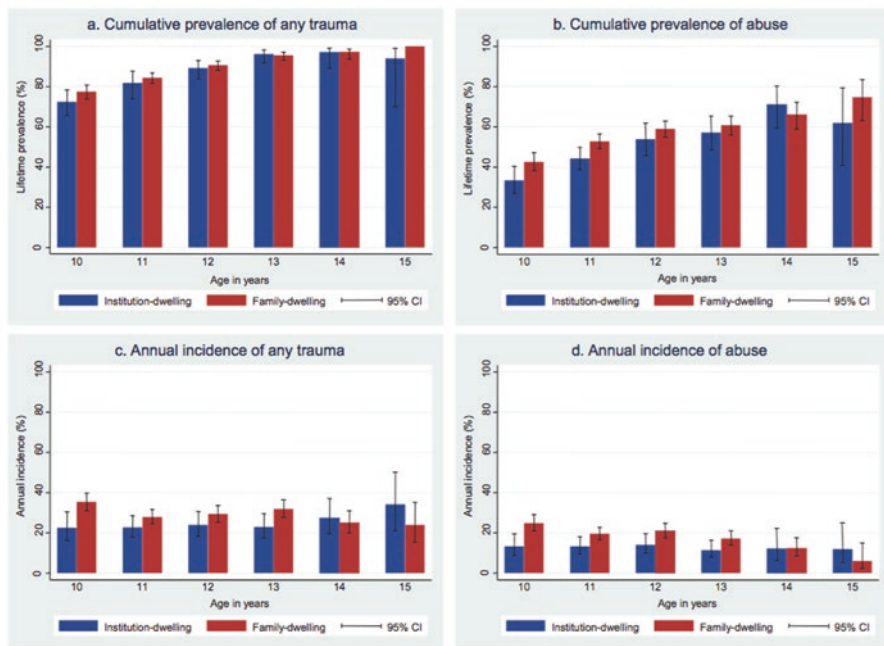 a. Cumulative prevalence of any trauma
Lifetime prevalence (%)
100
80
60
40
20
0
10 11 12 13 14 15
Age in years
Institution-dwelling Family-dwelling 95% CI
b. Cumulative prevalence of abuse
Lifetime prevalence (%)
100
80
60
40
20
0
10 11 12 13 14 15
Age in years
Institution-dwelling Family-dwelling 95% CI
c. Annual incidence of any trauma
Annual incidence (%)
100
80
60
40
20
0
10 11 12 13 14 15
Age in years
Institution-dwelling Family-dwelling 95% CI
d. Annual incidence of abuse
Annual incidence (%)
100
80
60
40
20
0
10 11 12 13 14 15
Age in years
Institution-dwelling Family-dwelling 95% CI